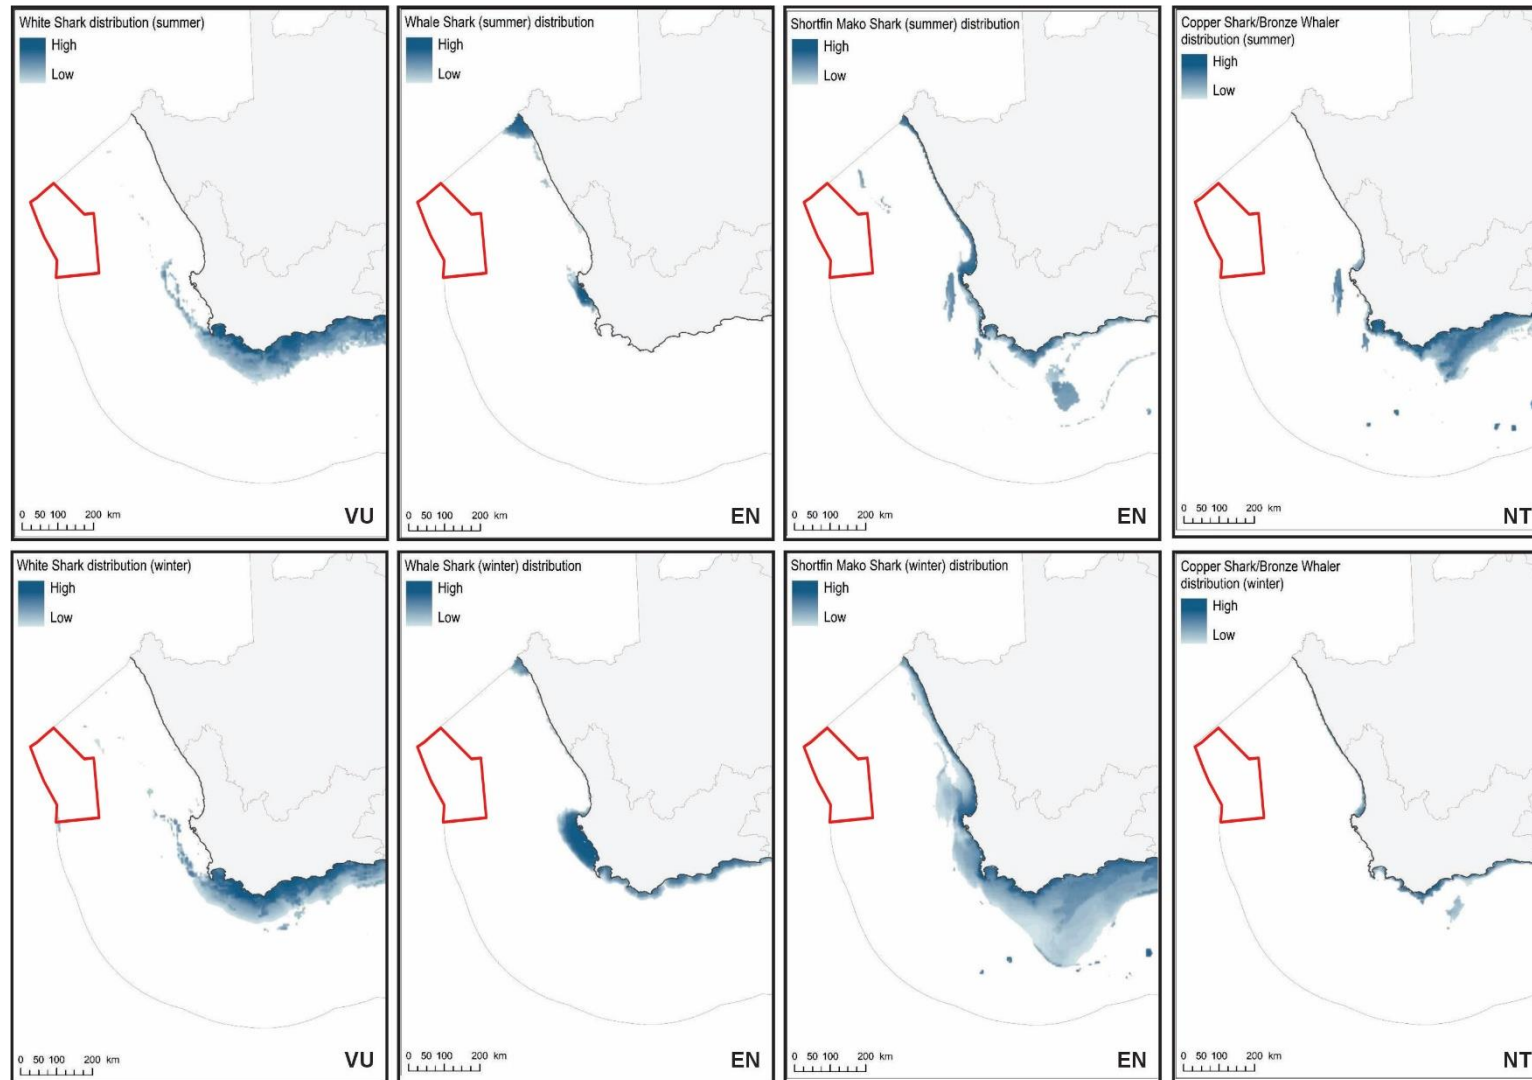 White Shark distribution (summer)
High
Low
0 50 100 200 km
VU
Whale Shark (summer) distribution
High
Low
0 50 100 200 km
EN
Shortfin Mako Shark (summer) distribution
High
Low
0 50 100 200 km
EN
Copper Shark/Bronze Whaler
distribution (summer)
High
Low
0 50 100 200 km
NT
White Shark distribution (winter)
High
Low
0 50 100 200 km
VU
Whale Shark (winter) distribution
High
Low
0 50 100 200 km
EN
Shortfin Mako Shark (winter) distribution
High
Low
0 50 100 200 km
EN
Copper Shark/Bronze Whaler
distribution (winter)
High
Low
0 50 100 200 km
NT